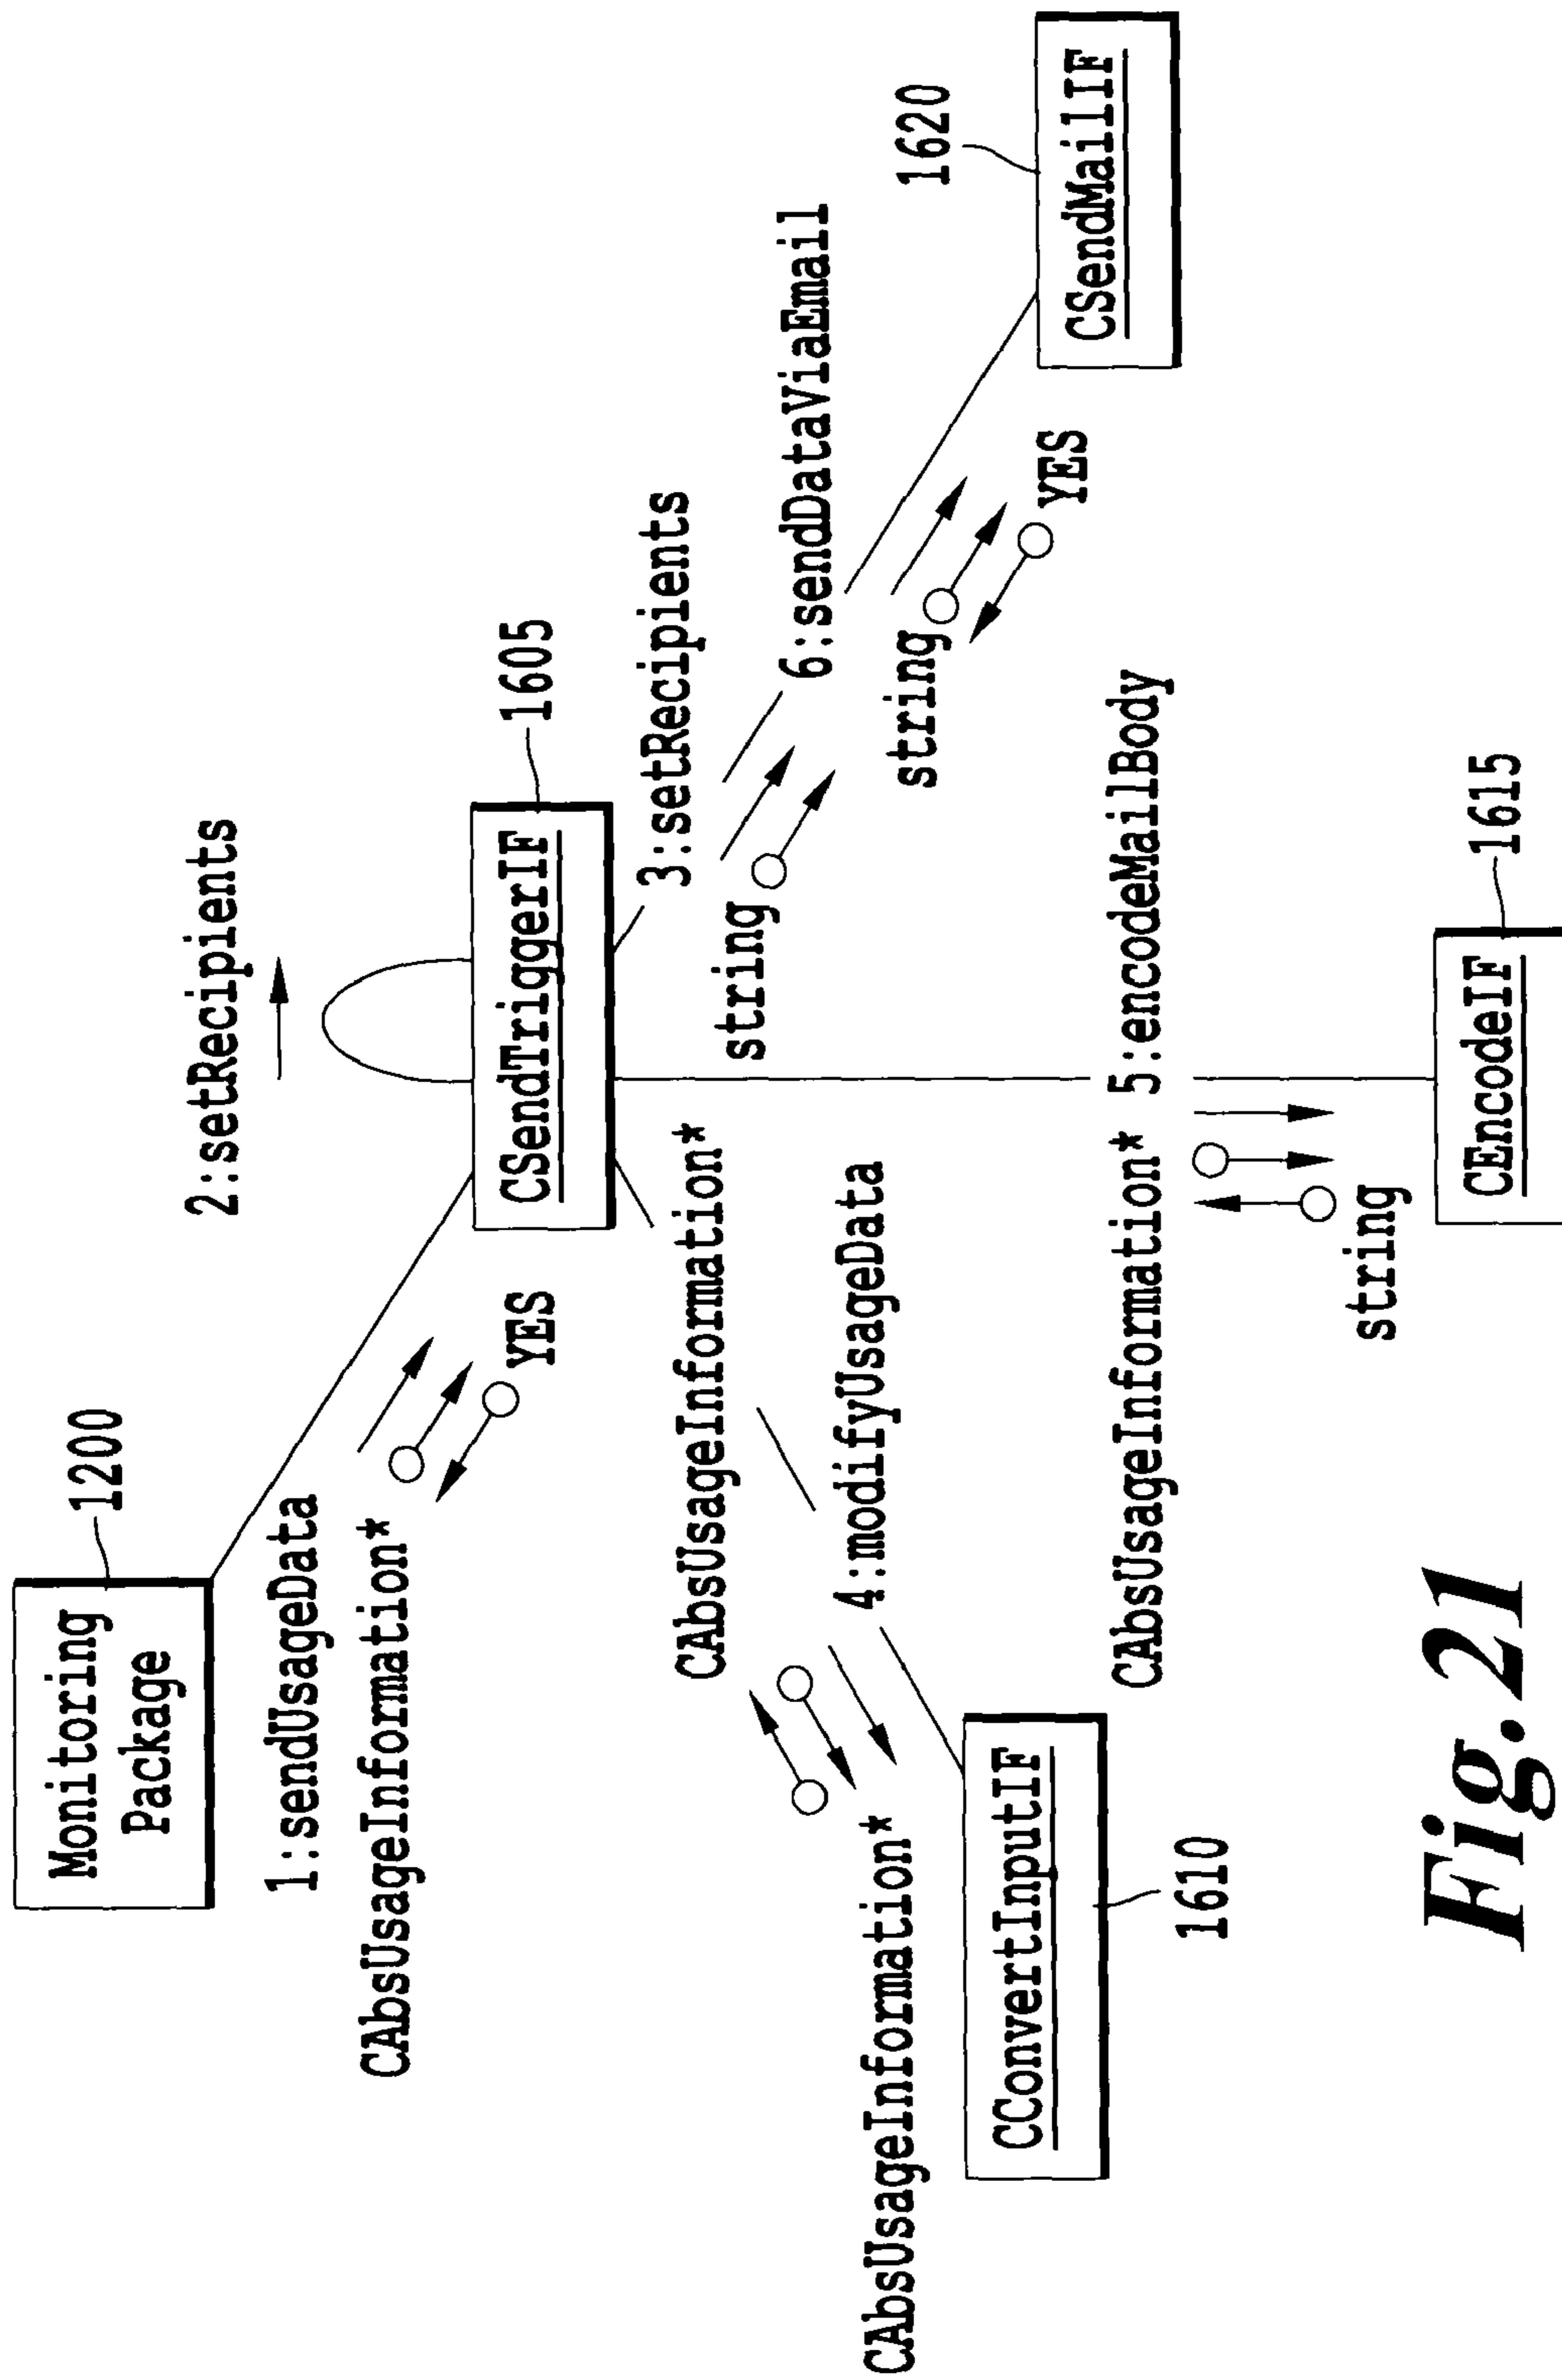 Monitoring
Package
1200
1:sendUsageData
CAbsUsageInformation*
YES
2:setRecipients
CSendTriggerIF
1605
3:setRecipients
string
6:sendDataViaEmail
string
YES
CSendMailIF
1620
CAbsUsageInformation*
4:modifyUsageData
CAbsUsageInformation*
CConvertInputIF
1610
CAbsUsageInformation*
5:encodeMailBody
string
CEncodeIF
1615
Fig. 21